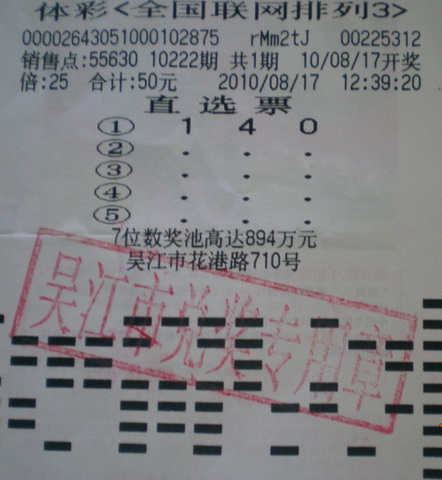 体彩<全国联网排列3>
00002643051000102875 rMm2tJ 00225312
销售点:55630 10222期 共1期 10/08/17开奖
倍:25 合计:50元 2010/08/17 12:39:20
直选票
① 1 4 0
② . . .
③ . . .
④ . . .
⑤ . . .
7位数奖池高达894万元
吴江市花港路710号
吴江市兑奖专用章